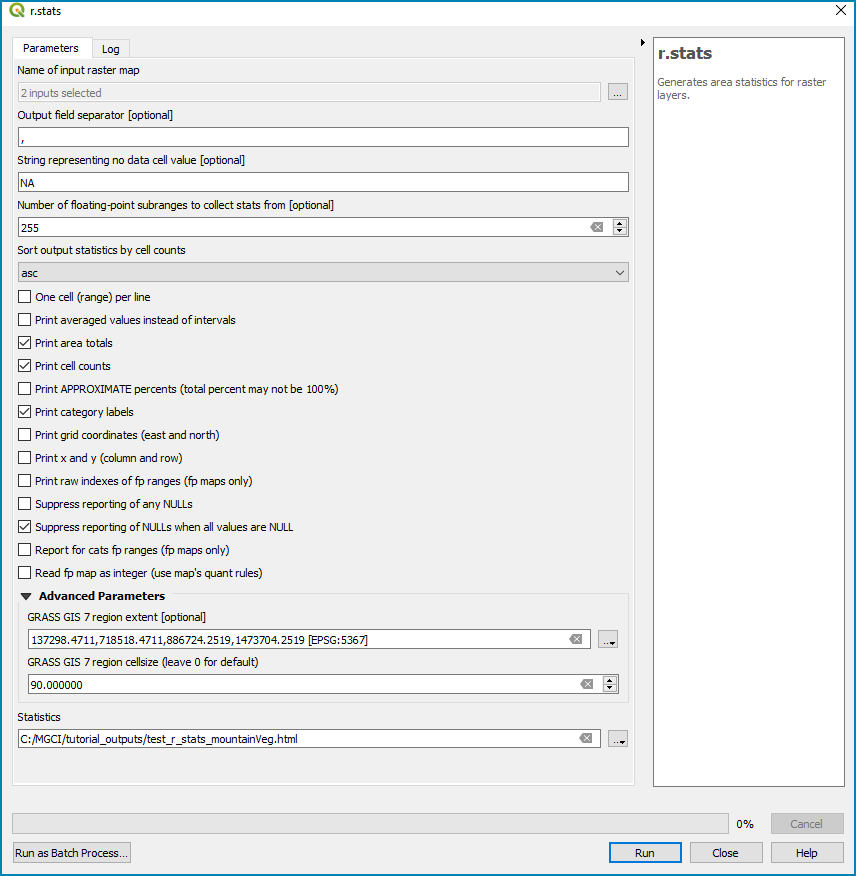 r.stats
Parameters
Log
Name of input raster map
2 inputs selected
...
Output field separator [optional]
,
String representing no data cell value [optional]
NA
Number of floating-point subranges to collect stats from [optional]
255
Sort output statistics by cell counts
asc
One cell (range) per line
Print averaged values instead of intervals
Print area totals
Print cell counts
Print APPROXIMATE percents (total percent may not be 100%)
Print category labels
Print grid coordinates (east and north)
Print x and y (column and row)
Print raw indexes of fp ranges (fp maps only)
Suppress reporting of any NULLs
Suppress reporting of NULLs when all values are NULL
Report for cats fp ranges (fp maps only)
Read fp map as integer (use map's quant rules)
Advanced Parameters
GRASS GIS 7 region extent [optional]
137298.4711,718518.4711,886724.2519,1473704.2519 [EPSG:5367]
...
GRASS GIS 7 region cellsize (leave 0 for default)
90.000000
Statistics
C:/MGCI/tutorial_outputs/test_r_stats_mountainVeg.html
...
r.stats
Generates area statistics for raster
layers.
0%
Cancel
Run as Batch Process...
Run
Close
Help